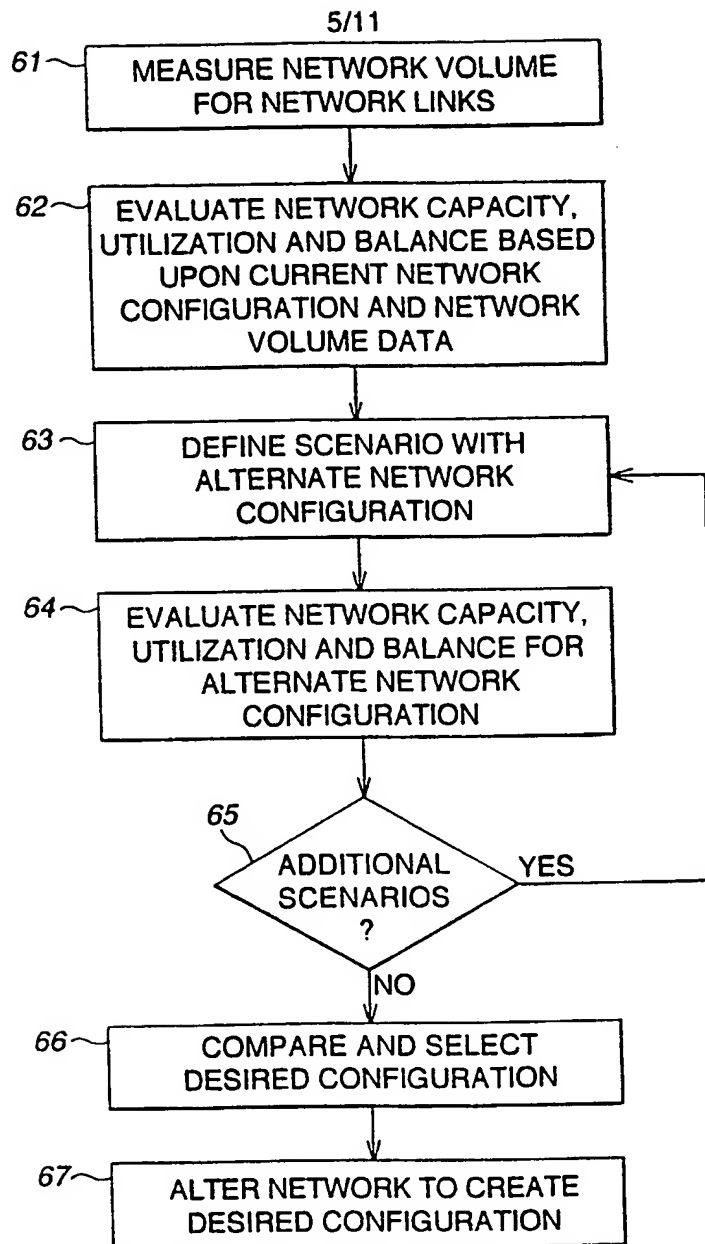 5/11
61
MEASURE NETWORK VOLUME
FOR NETWORK LINKS
62
EVALUATE NETWORK CAPACITY,
UTILIZATION AND BALANCE BASED
UPON CURRENT NETWORK
CONFIGURATION AND NETWORK
VOLUME DATA
63
DEFINE SCENARIO WITH
ALTERNATE NETWORK
CONFIGURATION
64
EVALUATE NETWORK CAPACITY,
UTILIZATION AND BALANCE FOR
ALTERNATE NETWORK
CONFIGURATION
65
ADDITIONAL
SCENARIOS
?
YES
NO
66
COMPARE AND SELECT
DESIRED CONFIGURATION
67
ALTER NETWORK TO CREATE
DESIRED CONFIGURATION